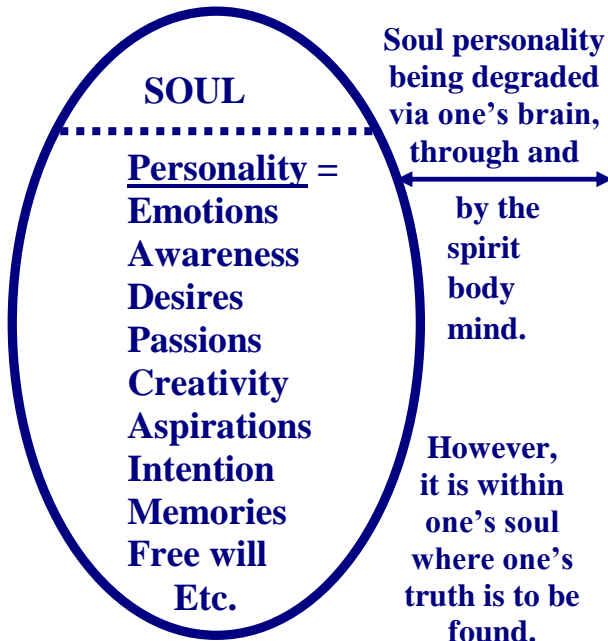 SOUL
Personality =
Emotions
Awareness
Desires
Passions
Creativity
Aspirations
Intention
Memories
Free will
Etc.
Soul personality
being degraded
via one’s brain,
through and
by the
spirit
body
mind.
However,
it is within
one’s soul
where one’s
truth is to be
found,